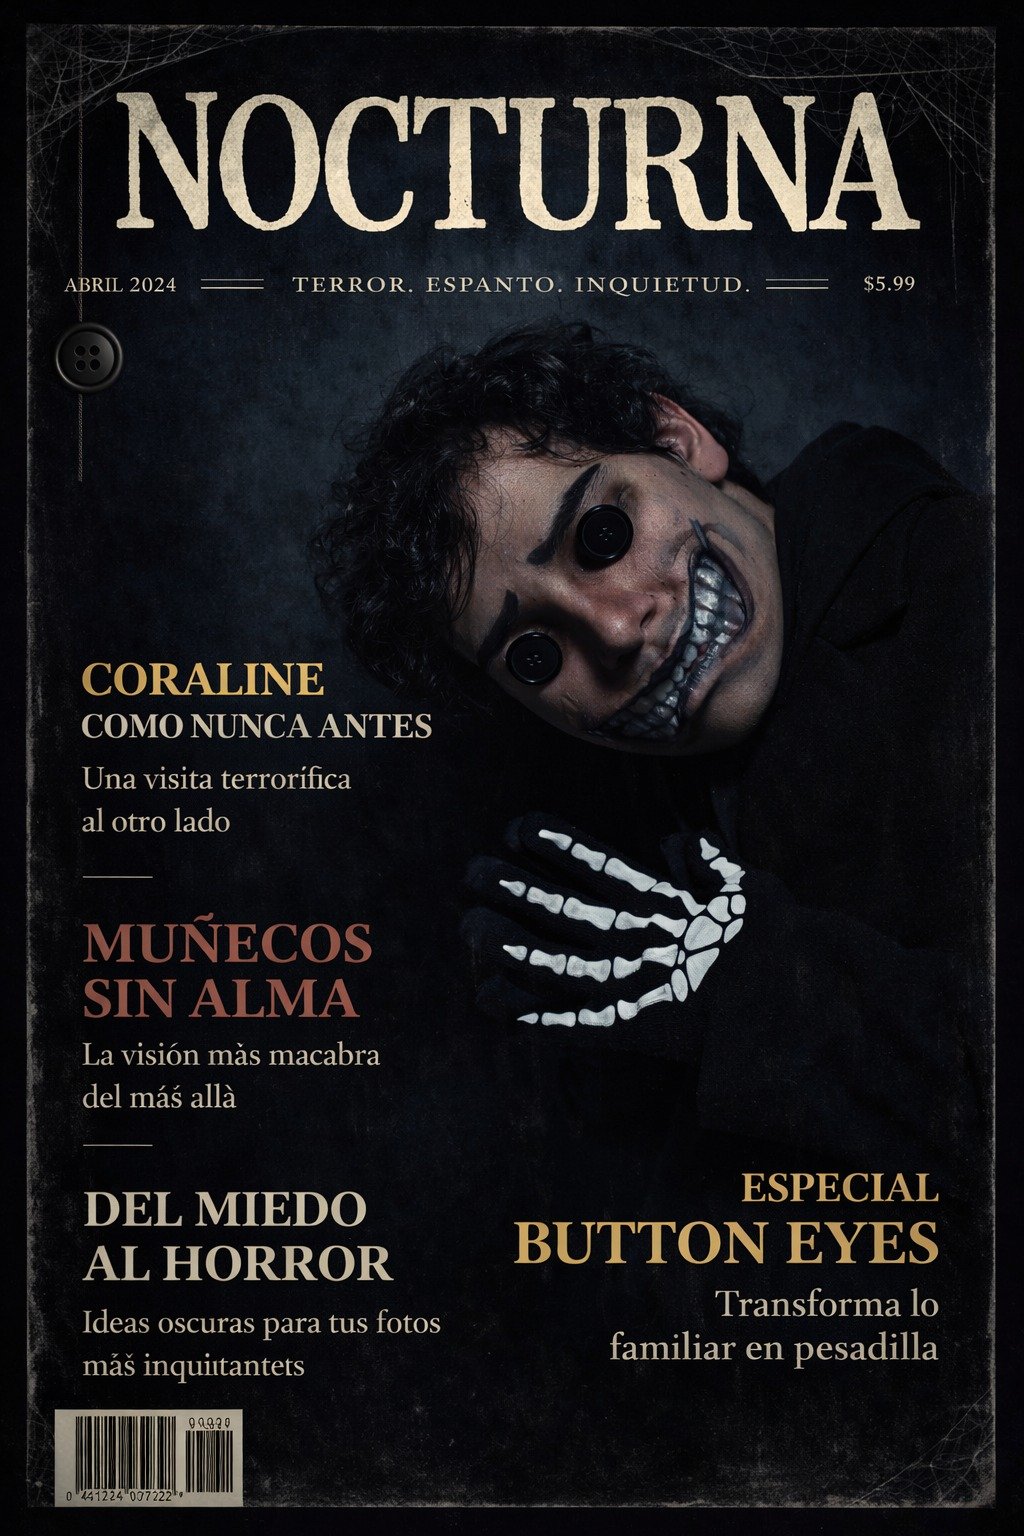 NOCTURNA
ABRIL 2024
TERROR. ESPANTO. INQUIETUD.
$5.99
CORALINE
COMO NUNCA ANTES
Una visita terrorífica
al otro lado
MUÑECOS
SIN ALMA
La visión màs macabra
del máś allà
DEL MIEDO
AL HORROR
Ideas oscuras para tus fotos
ESPECIAL
BUTTON EYES
Transforma lo
familiar en pesadilla